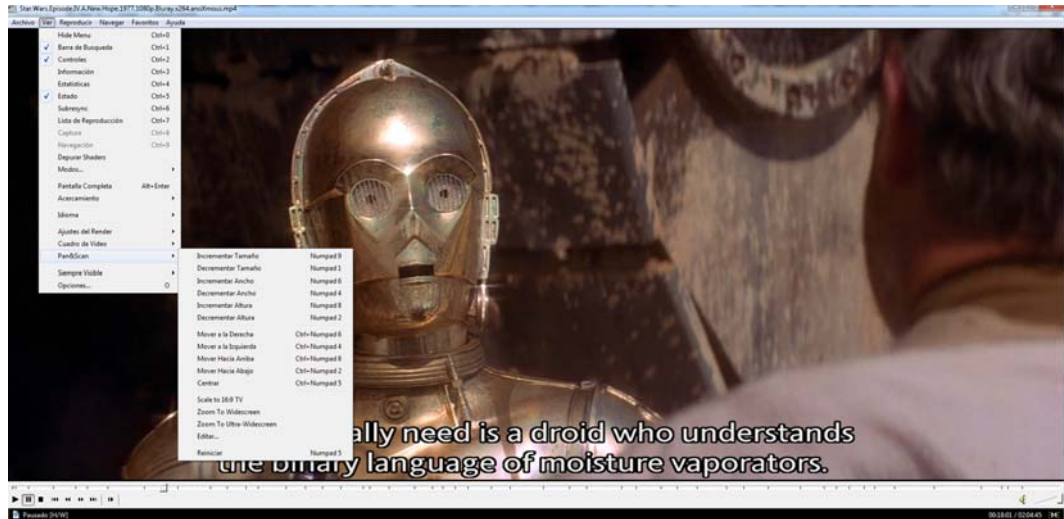 Star Wars.Episode.IV.A.New.Hope.1977.1080p.Bluray.x264.anoXmous.mp4
Archivo Ver Reproducir Navegar Favoritos Ayuda
Hide Menu Ctrl+0
Barra de Busqueda Ctrl+1
Controles Ctrl+2
Información Ctrl+3
Estatisticas Ctrl+4
Estado Ctrl+5
Subresync Ctrl+6
Lista de Reproducción Ctrl+7
Captura Ctrl+8
Navegación Ctrl+9
Depurar Shaders
Modos...
Pantalla Completa Alt+Enter
Acercamiento
Idioma
Ajustes del Render
Cuadro de Video
Pan&Scan
Siempre Visible
Opciones... O
Incrementar Tamaño Numpad 9
Decrementar Tamaño Numpad 1
Incrementar Ancho Numpad 6
Decrementar Ancho Numpad 4
Incrementar Altura Numpad 8
Decrementar Altura Numpad 2
Mover a la Derecha Ctrl+Numpad 6
Mover a la Izquierda Ctrl+Numpad 4
Mover Hacia Arriba Ctrl+Numpad 8
Mover Hacia Abajo Ctrl+Numpad 2
Centrar Ctrl+Numpad 5
Scale to 16:9 TV
Zoom To Widescreen
Zoom To Ultra-Widescreen
Editar...
Reiniciar Numpad 5
ally need is a droid who understands
the binary language of moisture vaporators.
Pausado [H/W]
00:18:01 / 02:04:45